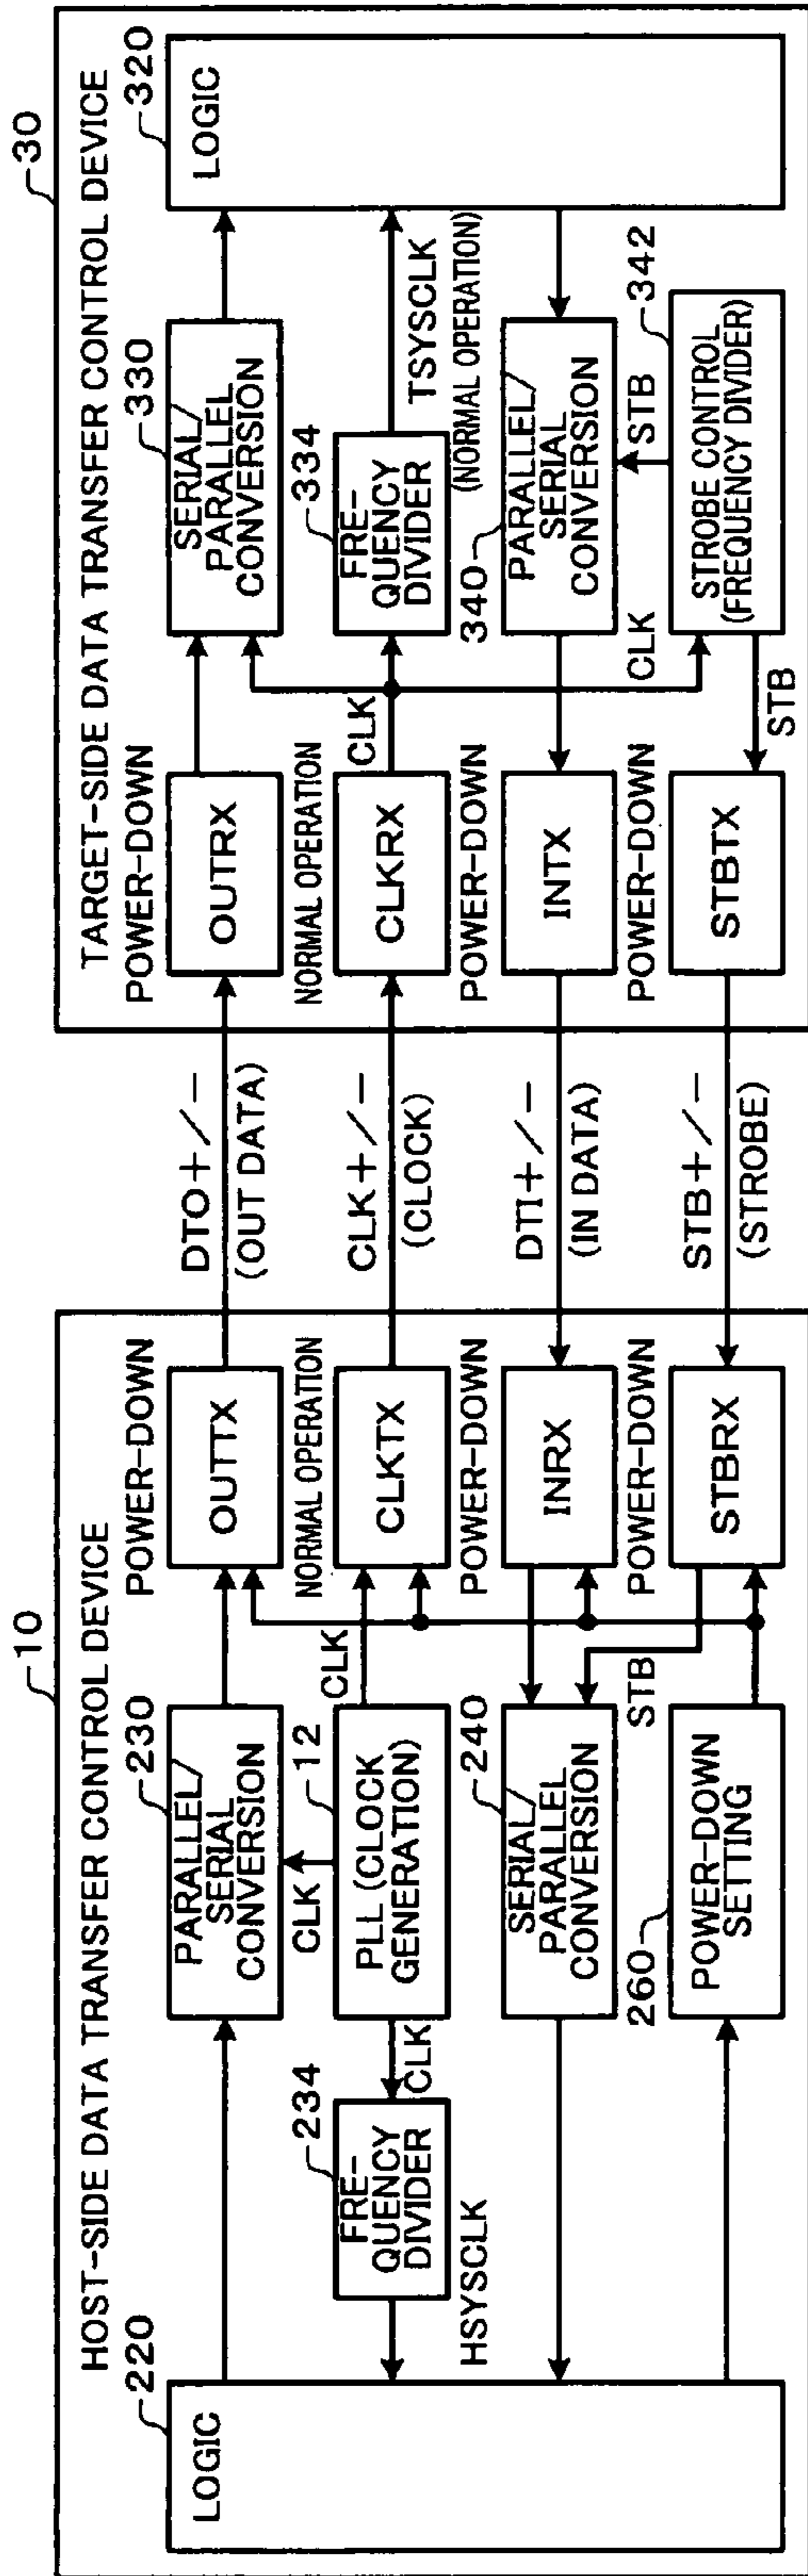 10
HOST-SIDE DATA TRANSFER CONTROL DEVICE
220
LOGIC
230
PARALLEL/
SERIAL
CONVERSION
POWER-DOWN
OUTTX
CLK
234
FRE-
QUENCY
DIVIDER
HSYSCLK
CLK
12
PLL (CLOCK
GENERATION)
CLK
NORMAL OPERATION
CLKTX
240
SERIAL/
PARALLEL
CONVERSION
POWER-DOWN
INRX
STB
260
POWER-DOWN
SETTING
POWER-DOWN
STBRX
DTO+/-
(OUT DATA)
CLK+/-
(CLOCK)
DTI+/-
(IN DATA)
STB+/-
(STROBE)
30
TARGET-SIDE DATA TRANSFER CONTROL DEVICE
POWER-DOWN
OUTRX
330
SERIAL/
PARALLEL
CONVERSION
320
LOGIC
NORMAL OPERATION
CLKRX
CLK
334
FRE-
QUENCY
DIVIDER
TSYSCLK
(NORMAL OPERATION)
POWER-DOWN
INTX
340
PARALLEL/
SERIAL
CONVERSION
STB
CLK
342
POWER-DOWN
STBTX
STB
STROBE CONTROL
(FREQUENCY DIVIDER)